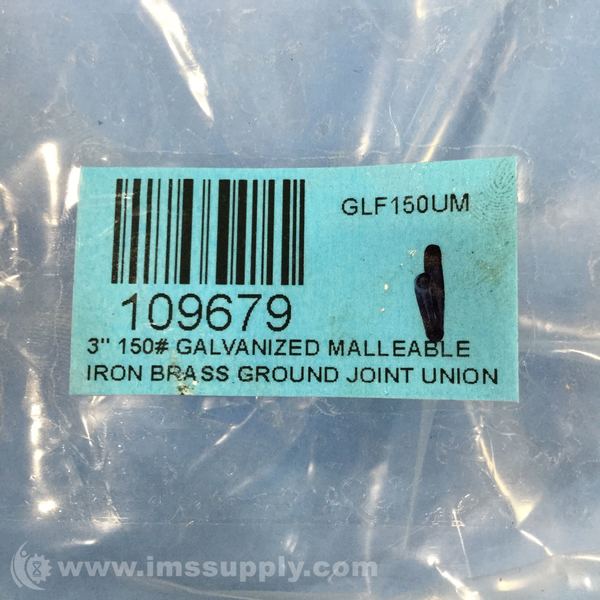 GLF150UM
109679
3" 150# GALVANIZED MALLEABLE
IRON BRASS GROUND JOINT UNION
www.imssupply.com